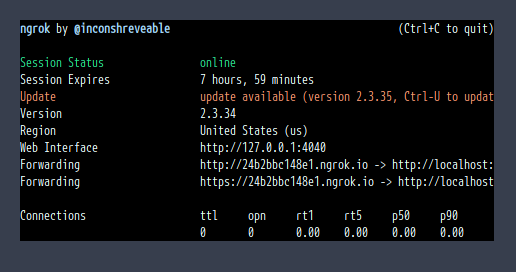 ngrok by @inconshreveable (Ctrl+C to quit)
Session Status online
Session Expires 7 hours, 59 minutes
Update update available (version 2.3.35, Ctrl-U to updat
Version 2.3.34
Region United States (us)
Web Interface http://127.0.0.1:4040
Forwarding http://24b2bbc148e1.ngrok.io -> http://localhost:
Forwarding https://24b2bbc148e1.ngrok.io -> http://localhost
Connections ttl opn rt1 rt5 p50 p90
0 0 0.00 0.00 0.00 0.00